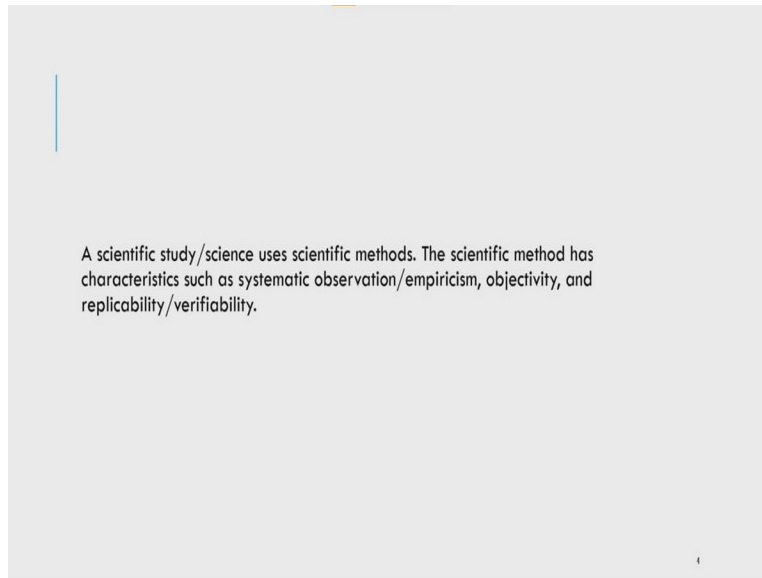 A scientific study/science uses scientific methods. The scientific method has
characteristics such as systematic observation/empiricism, objectivity, and
replicability/verifiability.
4